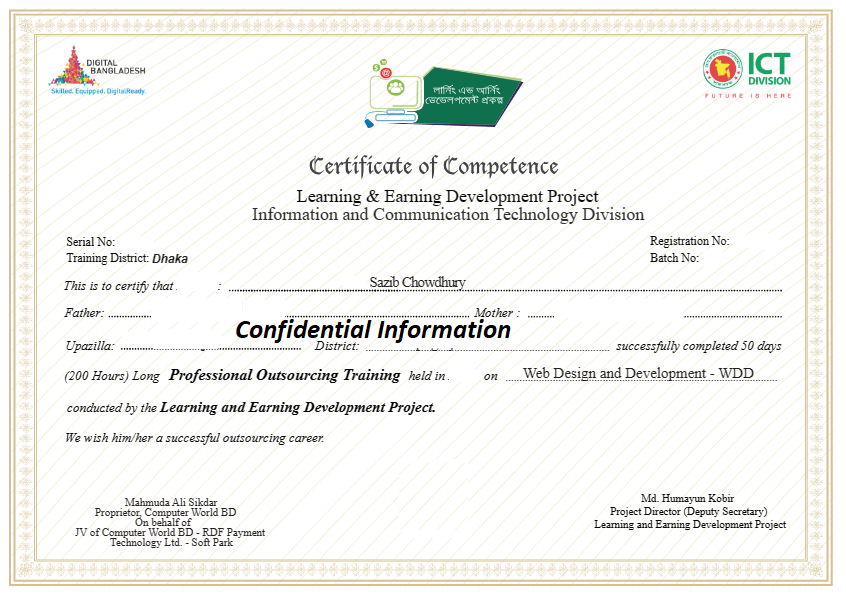 DIGITAL
BANGLADESH
Skilled. Equipped. DigitalReady.
লার্নিং এন্ড আর্নিং
ডেভেলপমেন্ট প্রকল্প
ICT
DIVISION
FUTURE IS HERE
Certificate of Competence
Learning & Earning Development Project
Information and Communication Technology Division
Serial No:
Registration No:
Training District: Dhaka
Batch No:
This is to certify that : Sazib Chowdhury
Father: Mother :
Confidential Information
Upazilla: District: successfully completed 50 days
(200 Hours) Long Professional Outsourcing Training held in on Web Design and Development - WDD
conducted by the Learning and Earning Development Project.
We wish him/her a successful outsourcing career.
Mahmuda Ali Sikdar
Proprietor, Computer World BD
On behalf of
JV of Computer World BD - RDF Payment
Technology Ltd. - Soft Park
Md. Humayun Kobir
Project Director (Deputy Secretary)
Learning and Earning Development Project